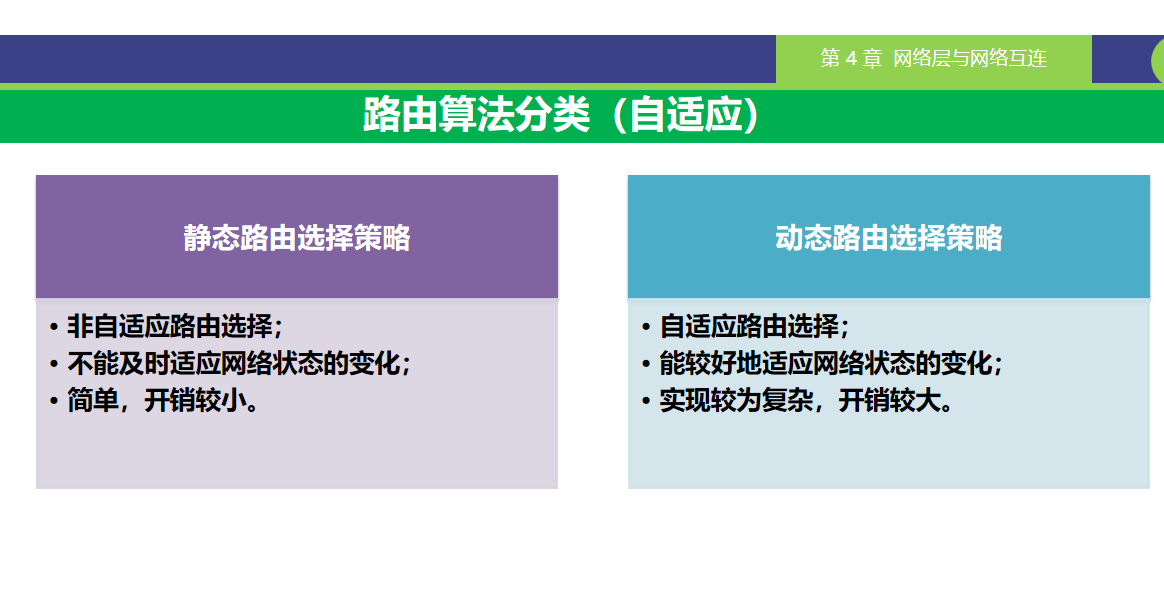 第 4 章 网络层与网络互连
路由算法分类（自适应）
静态路由选择策略
• 非自适应路由选择；
• 不能及时适应网络状态的变化；
• 简单，开销较小。
动态路由选择策略
• 自适应路由选择；
• 能较好地适应网络状态的变化；
• 实现较为复杂，开销较大。